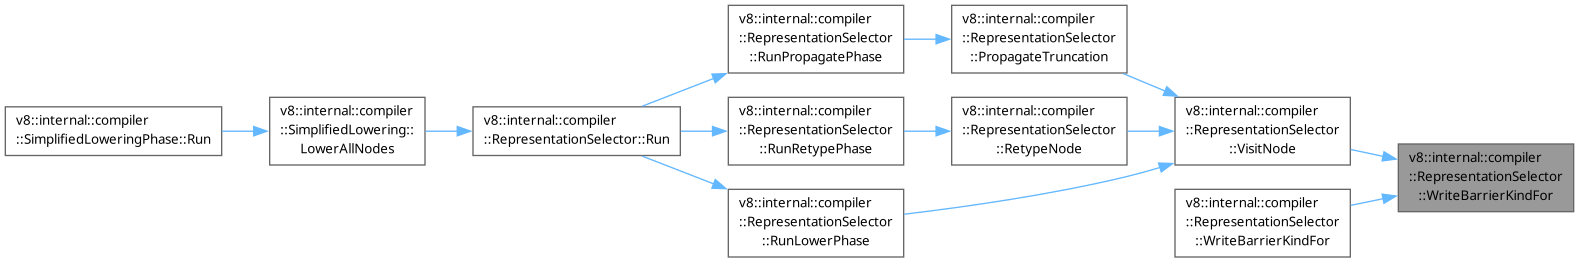 v8::internal::compiler
::SimplifiedLoweringPhase::Run
v8::internal::compiler
::SimplifiedLowering::
LowerAllNodes
v8::internal::compiler
::RepresentationSelector::Run
v8::internal::compiler
::RepresentationSelector
::RunPropagatePhase
v8::internal::compiler
::RepresentationSelector
::RunRetypePhase
v8::internal::compiler
::RepresentationSelector
::RunLowerPhase
v8::internal::compiler
::RepresentationSelector
::PropagateTruncation
v8::internal::compiler
::RepresentationSelector
::RetypeNode
v8::internal::compiler
::RepresentationSelector
::VisitNode
v8::internal::compiler
::RepresentationSelector
::WriteBarrierKindFor
v8::internal::compiler
::RepresentationSelector
::WriteBarrierKindFor